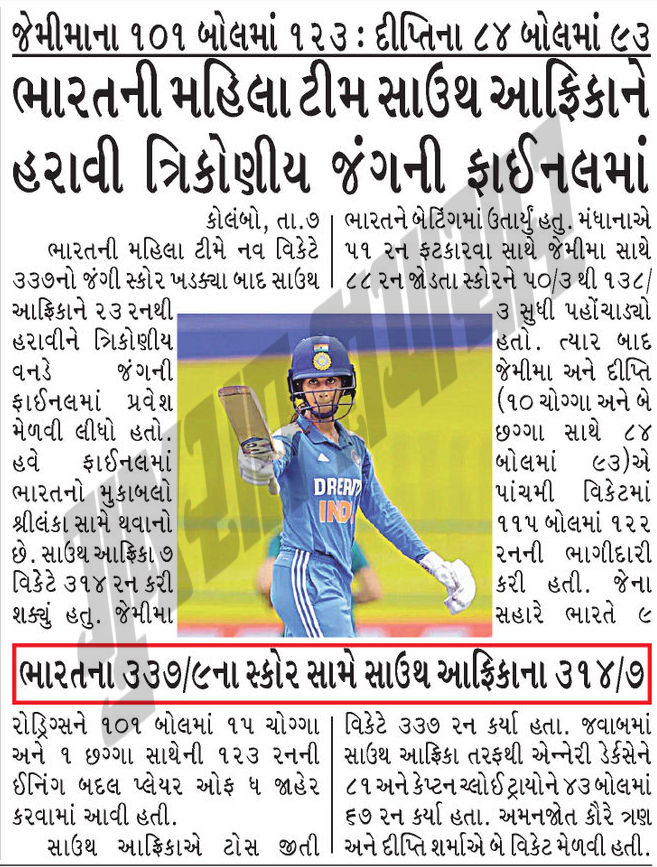 જેમીમાના ૧૦૧ બોલમાં ૧૨૩ : દીપ્તિના ૮૪ બોલમાં ૯૩
ભારતની મહિલા ટીમ સાઉથ આફ્રિકાને
હરાવી ત્રિકોણીય જંગની ફાઈનલમાં
કોલંબો, તા.૭
ભારતની મહિલા ટીમે નવ વિકેટે
૩૩૭નો જંગી સ્કોર ખડક્યા બાદ સાઉથ
આફ્રિકાને ૨૩ રનથી
હરાવીને ત્રિકોણીય
વનડે જંગની
ફાઈનલમાં પ્રવેશ
મેળવી લીધો હતો.
હવે ફાઈનલમાં
ભારતનો મુકાબલો
શ્રીલંકા સામે થવાનો
છે. સાઉથ આફ્રિકા ૭
વિકેટે ૩૧૪ રન કરી
શક્યું હતુ. જેમીમા
DREAM
INDI
ભારતના ૩૩૭/૯ના સ્કોર સામે સાઉથ આફ્રિકાના ૩૧૪/૭
રોડ્રિગ્સને ૧૦૧ બોલમાં ૧૫ ચોગ્ગા
અને ૧ છગ્ગા સાથેની ૧૨૩ રનની
ઈનિંગ બદલ પ્લેયર ઓફ ધ જાહેર
કરવામાં આવી હતી.
સાઉથ આફ્રિકાએ ટોસ જીતી
ભારતને બેટિંગમાં ઉતાર્યું હતુ. મંધાનાએ
૫૧ રન ફટકારવા સાથે જેમીમા સાથે
૮૮ રન જોડતા સ્કોરને ૫૦/૩ થી ૧૩૮/
૩ સુધી પહોંચાડ્યો
હતો. ત્યાર બાદ
જેમીમા અને દીપ્તિ
(૧૦ ચોગ્ગા અને બે
છગ્ગા સાથે ૮૪
બોલમાં ૯૩)એ
પાંચમી વિકેટમાં
૧૧૫ બોલમાં ૧૨૨
રનની ભાગીદારી
કરી હતી. જેના
સહારે ભારતે ૯
વિકેટે ૩૩૭ રન કર્યા હતા. જવાબમાં
સાઉથ આફ્રિકા તરફથી એન્નેરી ડેર્કસેને
૮૧ અને કેપ્ટન ચ્લોઈ ટ્રાયોને ૪૩ બોલમાં
૬૭ રન કર્યા હતા. અમનજોત કૌરે ત્રણ
અને દીપ્તિ શર્માએ બે વિકેટ મેળવી હતી.
ગુજરાત સમાચાર